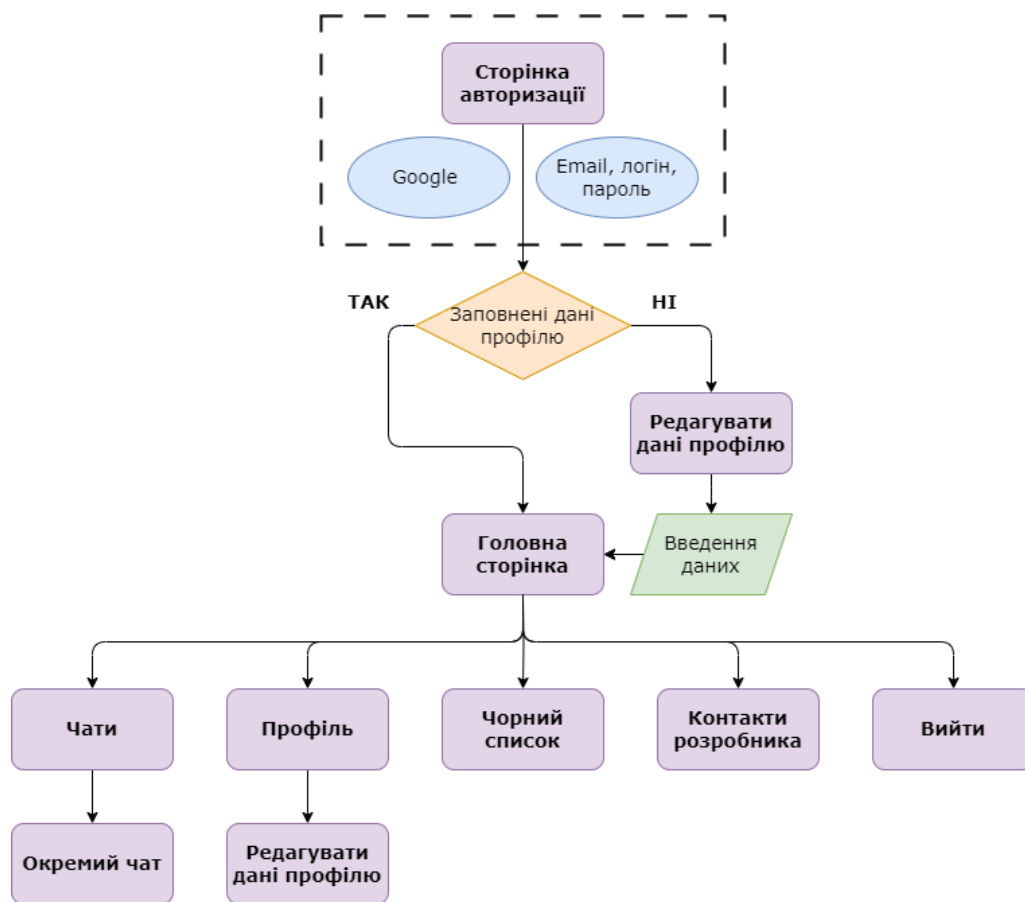 Сторінка
авторизації
Google
Email, логін,
пароль
ТАК
НІ
Заповнені дані
профілю
Редагувати
дані профілю
Головна
сторінка
Введення
даних
Чати
Профіль
Чорний
список
Контакти
розробника
Вийти
Окремий чат
Редагувати
дані профілю